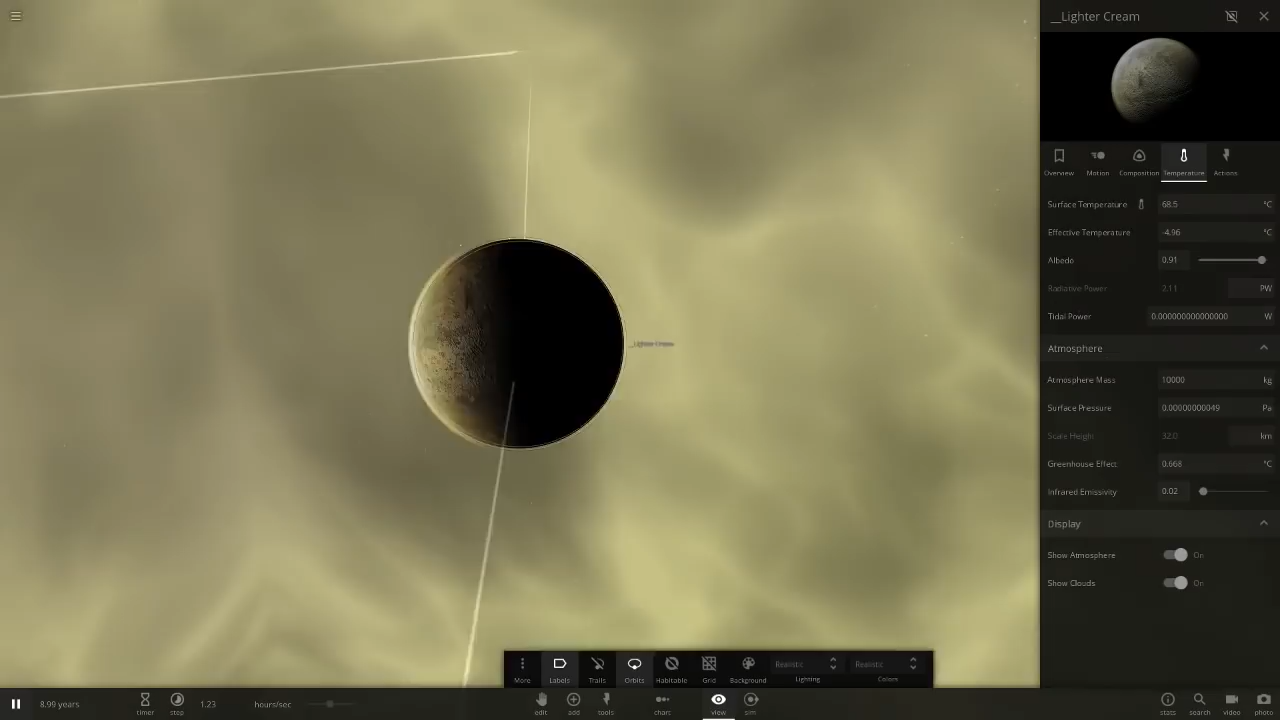 __Lighter Cream
Overview
Motion
Composition
Temperature
Actions
Surface Temperature 68.5 °C
Effective Temperature -4.96 °C
Albedo 0.91
Radiative Power 2.11 PW
Tidal Power 0.000000000000000 W
Atmosphere
Atmosphere Mass 10000 kg
Surface Pressure 0.00000000049 Pa
Scale Height 32.0 km
Greenhouse Effect 0.668 °C
Infrared Emissivity 0.02
Display
Show Atmosphere On
Show Clouds On
__Lighter Cream
More
Labels
Trails
Orbits
Habitable
Grid
Background
Realistic
Lighting
Realistic
Colors
8.99 years
timer
step
1.23 hours/sec
edit
add
tools
chart
view
sim
stats
search
video
photo